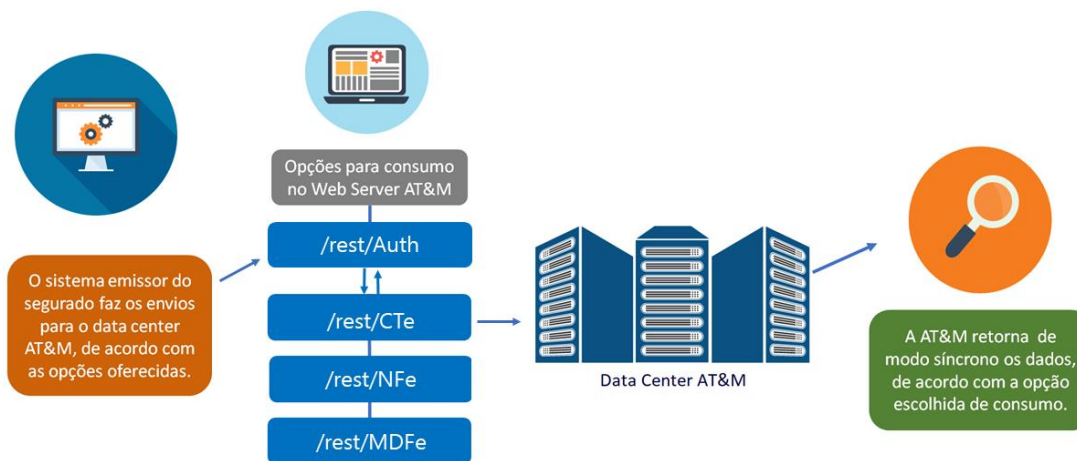 Opções para consumo
no Web Server AT&M
/rest/Auth
O sistema emissor do
segurado faz os envios
para o data center
AT&M, de acordo com
as opções oferecidas.
/rest/CTe
/rest/NFe
/rest/MDFe
Data Center AT&M
A AT&M retorna de
modo síncrono os dados,
de acordo com a opção
escolhida de consumo.